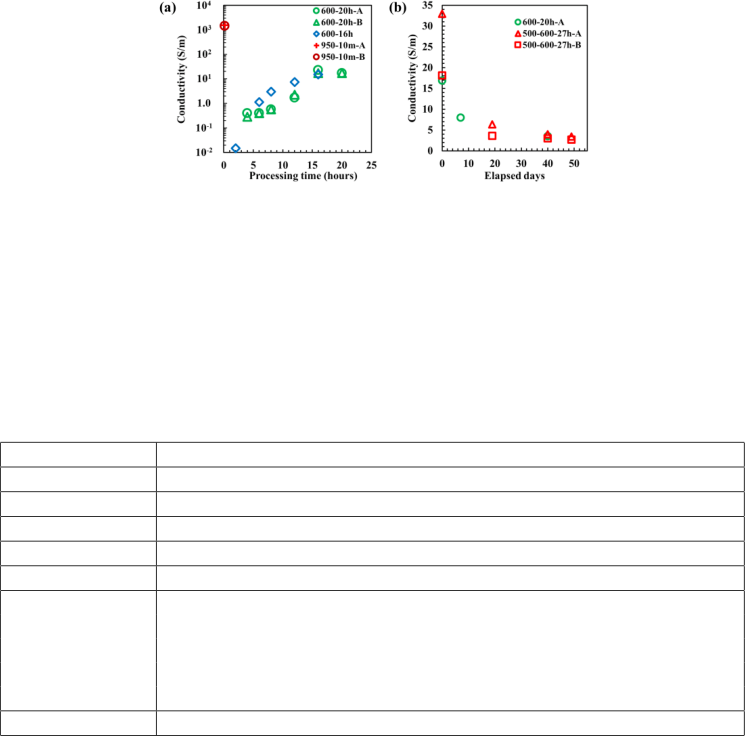 (a)
Conductivity (S/m)
10⁴
10³
10²
10¹
1.0
10⁻¹
10⁻²
0 5 10 15 20 25
Processing time (hours)
600-20h-A
600-20h-B
600-16h
950-10m-A
950-10m-B
(b)
Conductivity (S/m)
35
30
25
20
15
10
5
0
0 10 20 30 40 50
Elapsed days
600-20h-A
500-600-27h-A
500-600-27h-B